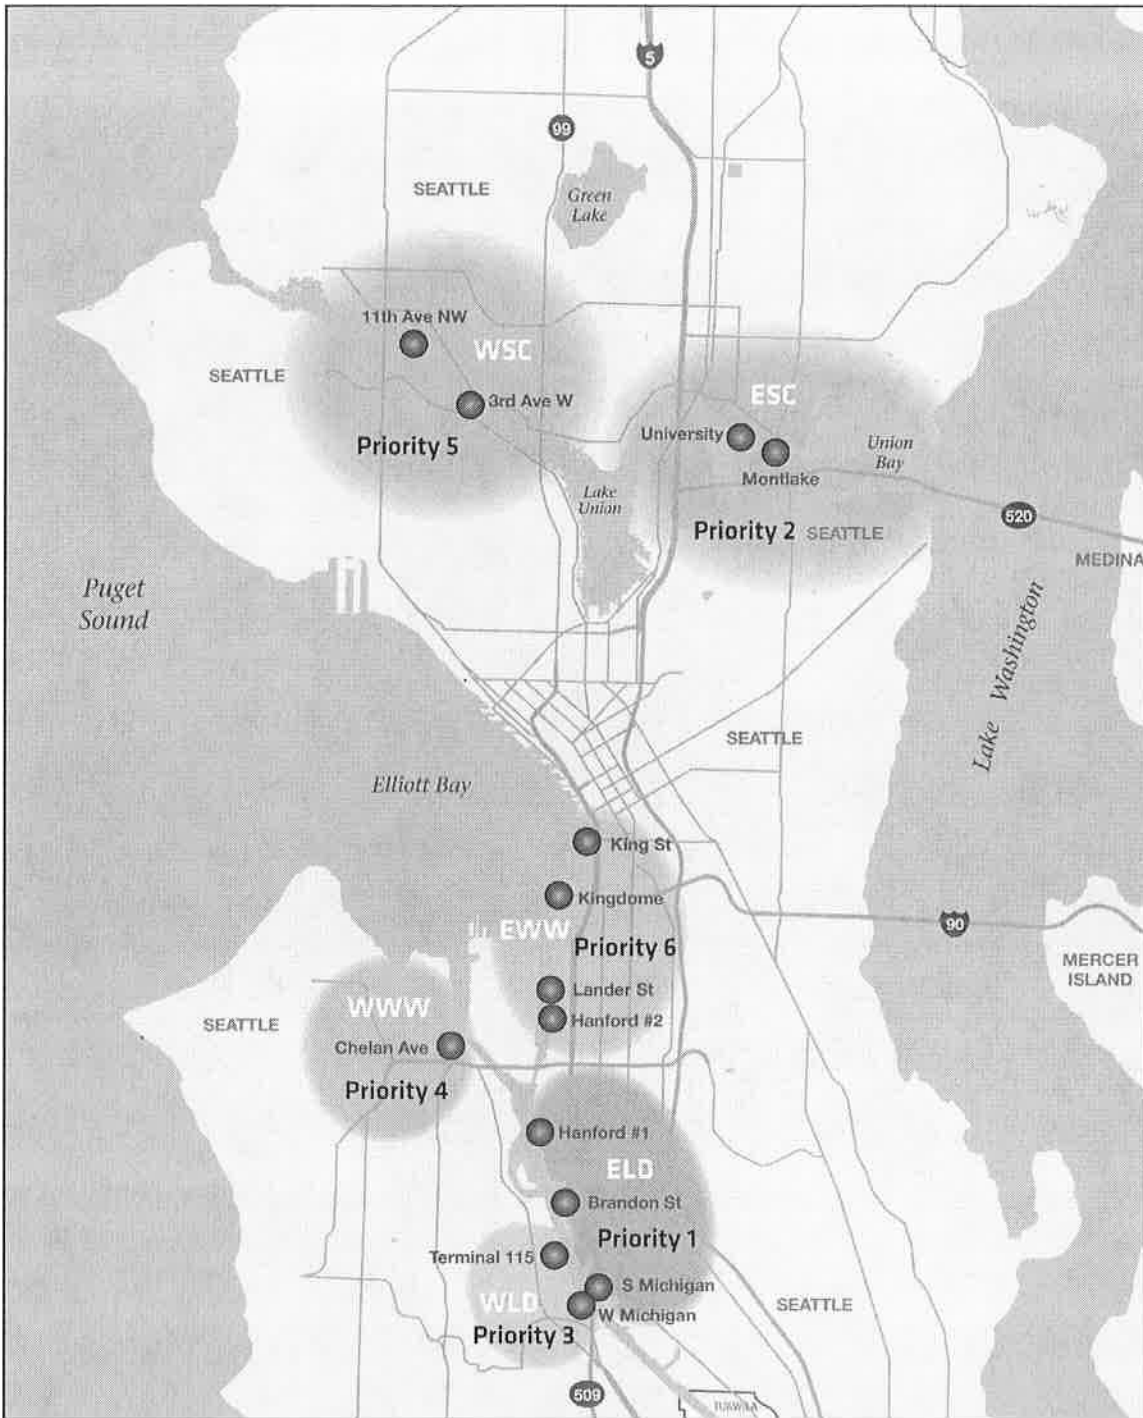 5
99
SEATTLE
Green
Lake
11th Ave NW
WSC
SEATTLE
3rd Ave W
Priority 5
ESC
University
Union
Bay
Montlake
Lake
Union
520
Priority 2 SEATTLE
MEDINA
Puget
Sound
Lake Washington
SEATTLE
Elliott Bay
King St
Kingdome
90
EWW
Priority 6
MERCER
ISLAND
Lander St
WWW
SEATTLE
Hanford #2
Chelan Ave
Priority 4
Hanford #1
ELD
Brandon St
Priority 1
Terminal 115
S Michigan
WLD
SEATTLE
W Michigan
Priority 3
509
TUKWILA